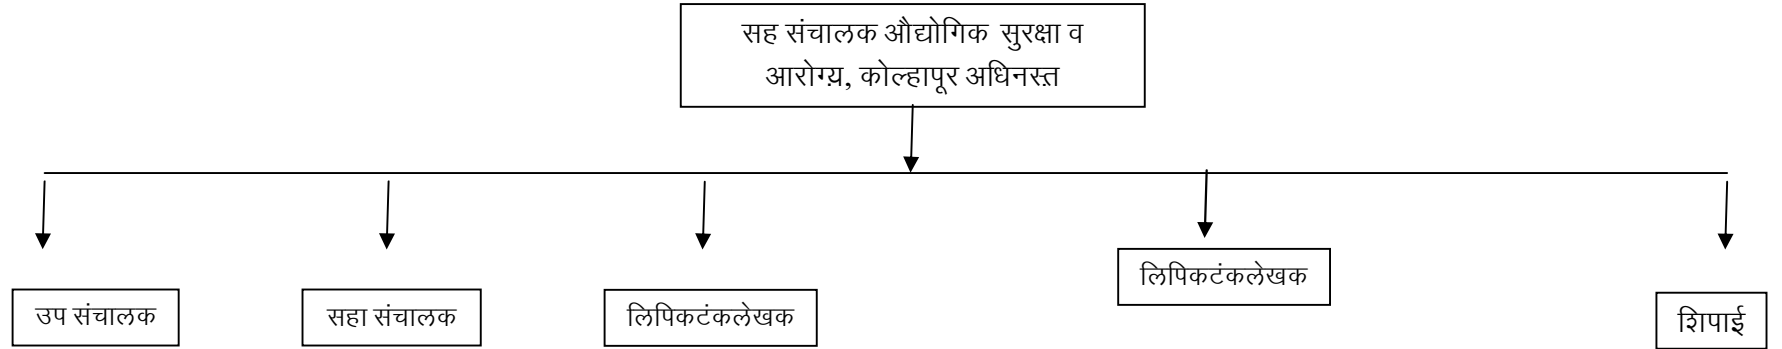 सह संचालक औद्योगिक सुरक्षा व
आरोग्य़, कोल्हापूर अधिनस्त़
लिपिकटंकलेखक
उप संचालक
सहा संचालक
लिपिकटंकलेखक
शिपाई